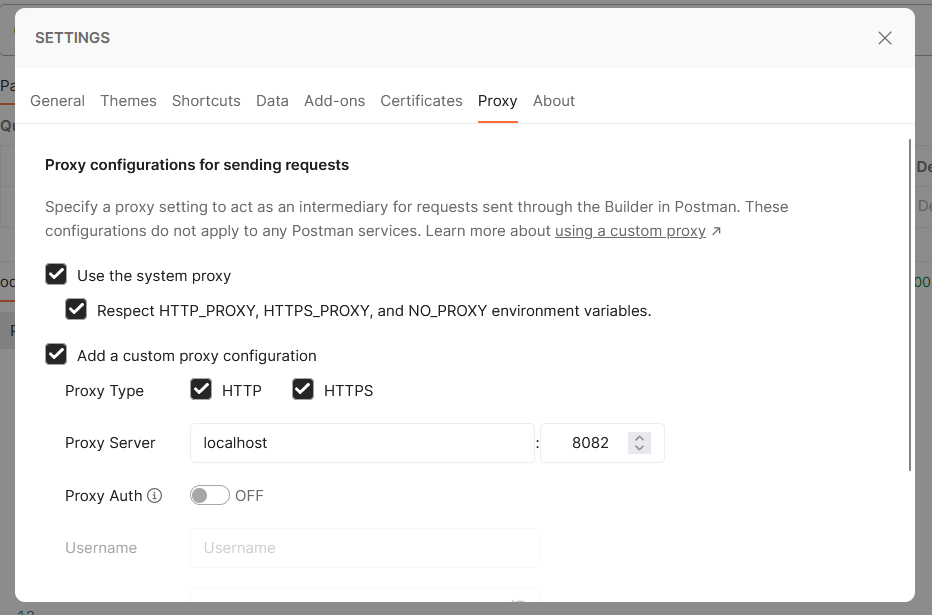 SETTINGS
General Themes Shortcuts Data Add-ons Certificates Proxy About
Proxy configurations for sending requests
Specify a proxy setting to act as an intermediary for requests sent through the Builder in Postman. These
configurations do not apply to any Postman services. Learn more about using a custom proxy ↗
Use the system proxy
Respect HTTP_PROXY, HTTPS_PROXY, and NO_PROXY environment variables.
Add a custom proxy configuration
Proxy Type HTTP HTTPS
Proxy Server localhost : 8082
Proxy Auth OFF
Username Username